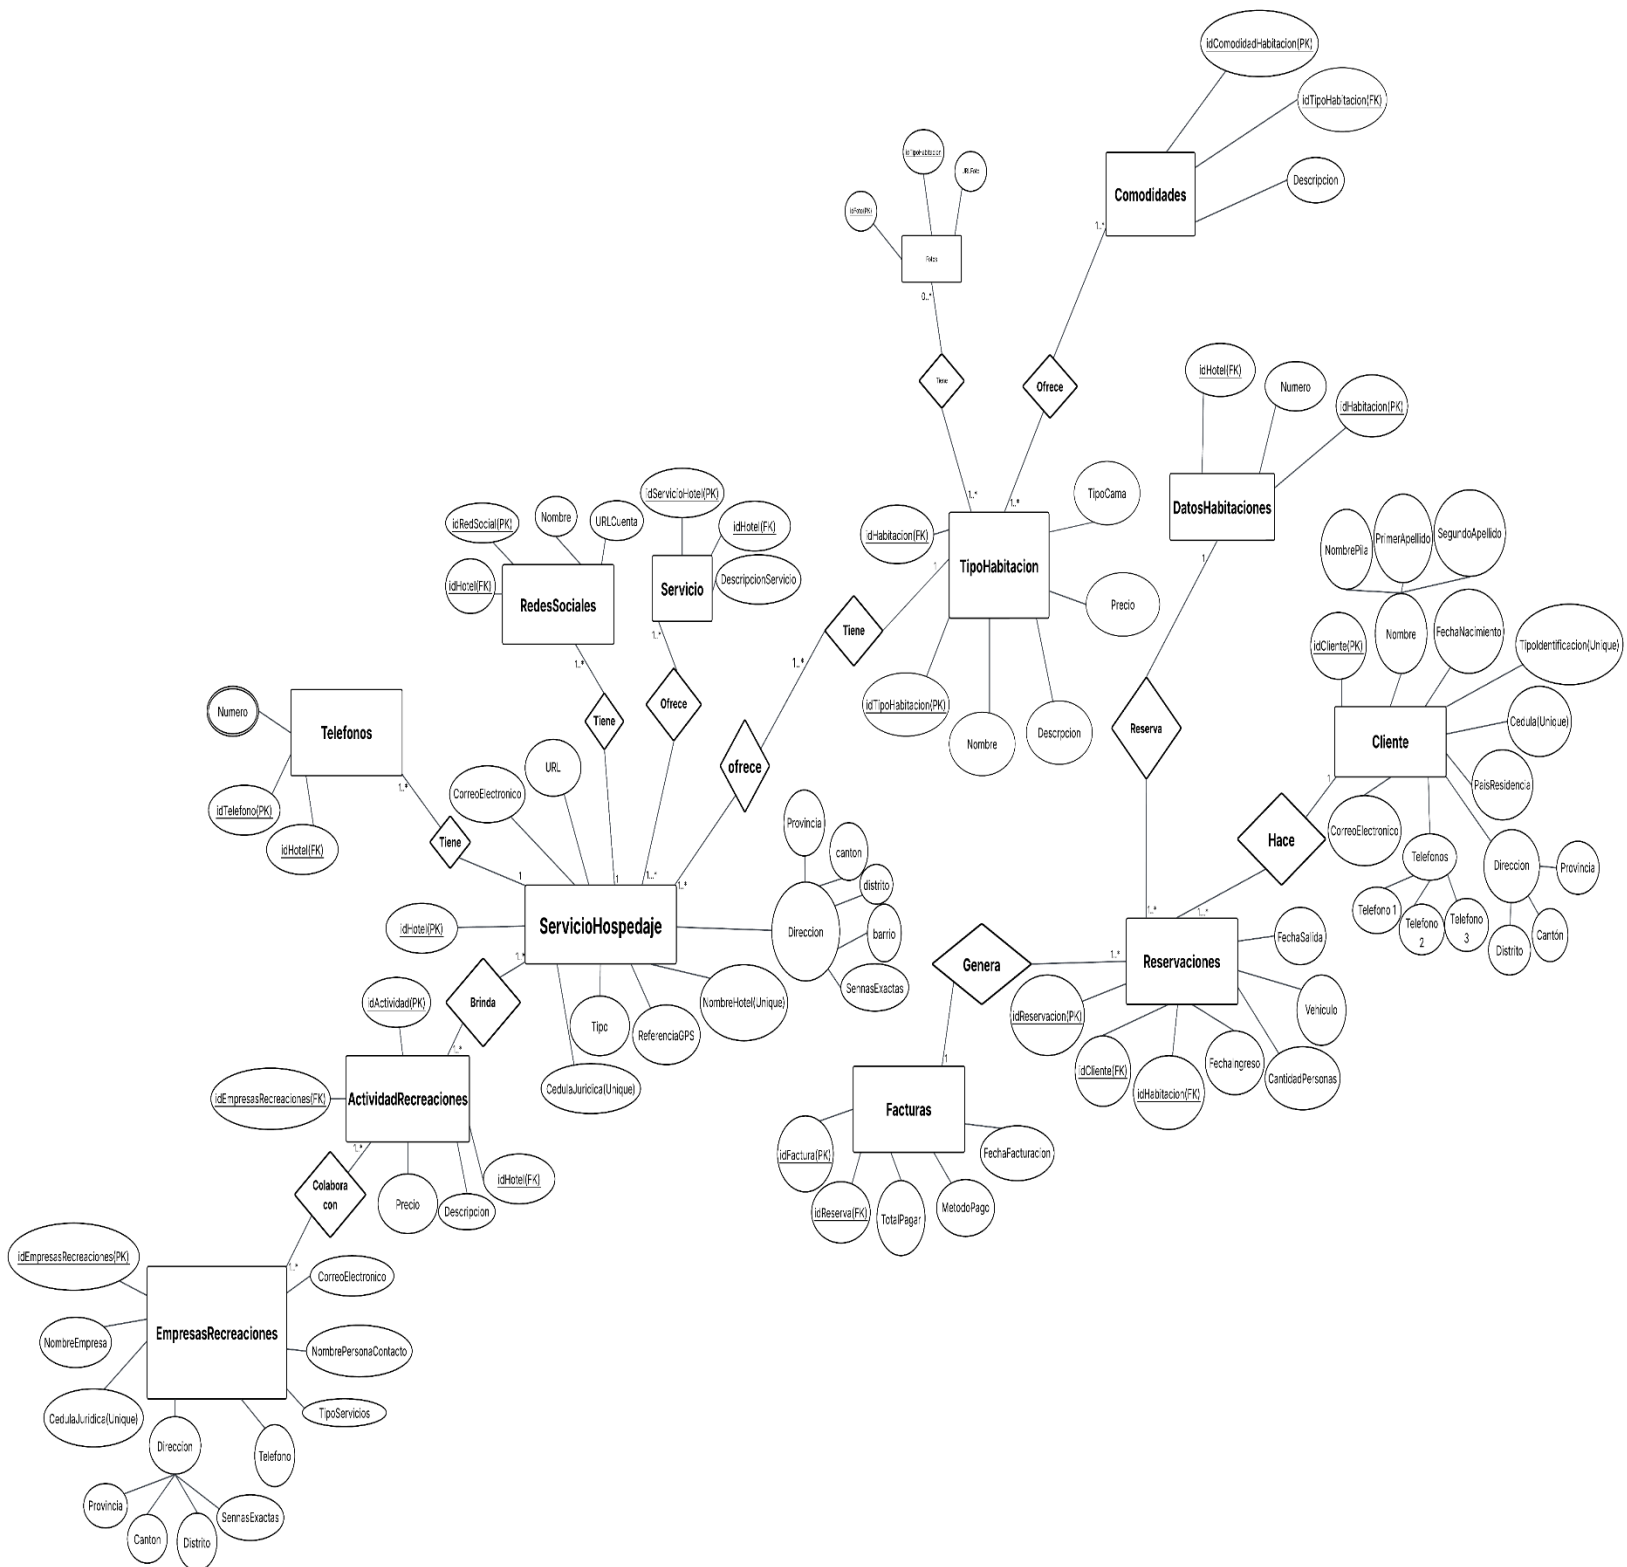 idComodidadHabitacion(PK)
idTipoHabitacion(FK)
Comodidades
Descripcion
1..*
idTipoHabitacion
URLFoto
idFoto(PK)
Fotos
0..*
Tiene
Ofrece
1..*
1..*
idHotel(FK)
Numero
idHabitacion(PK)
DatosHabitaciones
1
TipoCama
idHabitacion(FK)
TipoHabitacion
1
Precio
idTipoHabitacion(PK)
Nombre
Descrpcion
idRedSocial(PK)
Nombre
URLCuenta
idHotel(FK)
RedesSociales
1..*
idServicioHotel(PK)
idHotel(FK)
DescripcionServicio
Servicio
1..*
Tiene
1..*
ofrece
Tiene
Ofrece
Reserva
NombrePila
PrimerApellido
SegundoApellido
idCliente(PK)
Nombre
FechaNacimiento
TipoIdentificacion(Unique)
Cedula(Unique)
PaisResidencia
Cliente
1
CorreoElectronico
Telefonos
Telefono 1
Telefono
2
Telefono
3
Direccion
Provincia
Distrito
Cantón
Hace
Numero
Telefonos
idTelefono(PK)
idHotel(FK)
1..*
Tiene
1
CorreoElectronico
URL
1
1...*
1..*
idHotel(PK)
ServicioHospedaje
Provincia
canton
distrito
barrio
Direccion
SennasExactas
NombreHotel(Unique)
ReferenciaGPS
Tipo
CedulaJuricica(Unique)
1..*
Brinda
1..*
Genera
1..*
1..*
1...*
Reservaciones
FechaSalida
Vehiculo
CantidadPersonas
FechaIngreso
idReservacion(PK)
idCliente(FK)
idHabitacion(FK)
1
Facturas
FechaFacturacion
MetodoPago
TotalPagar
idReserva(FK)
idFactura(PK)
idActividad(PK)
idEmpresasRecreaciones(FK)
ActividadRecreaciones
idHotel(FK)
Precio
Descripcion
1..*
Colabora
con
1..*
idEmpresasRecreaciones(PK)
CorreoElectronico
NombreEmpresa
EmpresasRecreaciones
NombrePersonaContacto
CedulaJuridica(Unique)
TipoServicios
Direccion
Telefono
Provincia
Canton
Distrito
SennasExactas